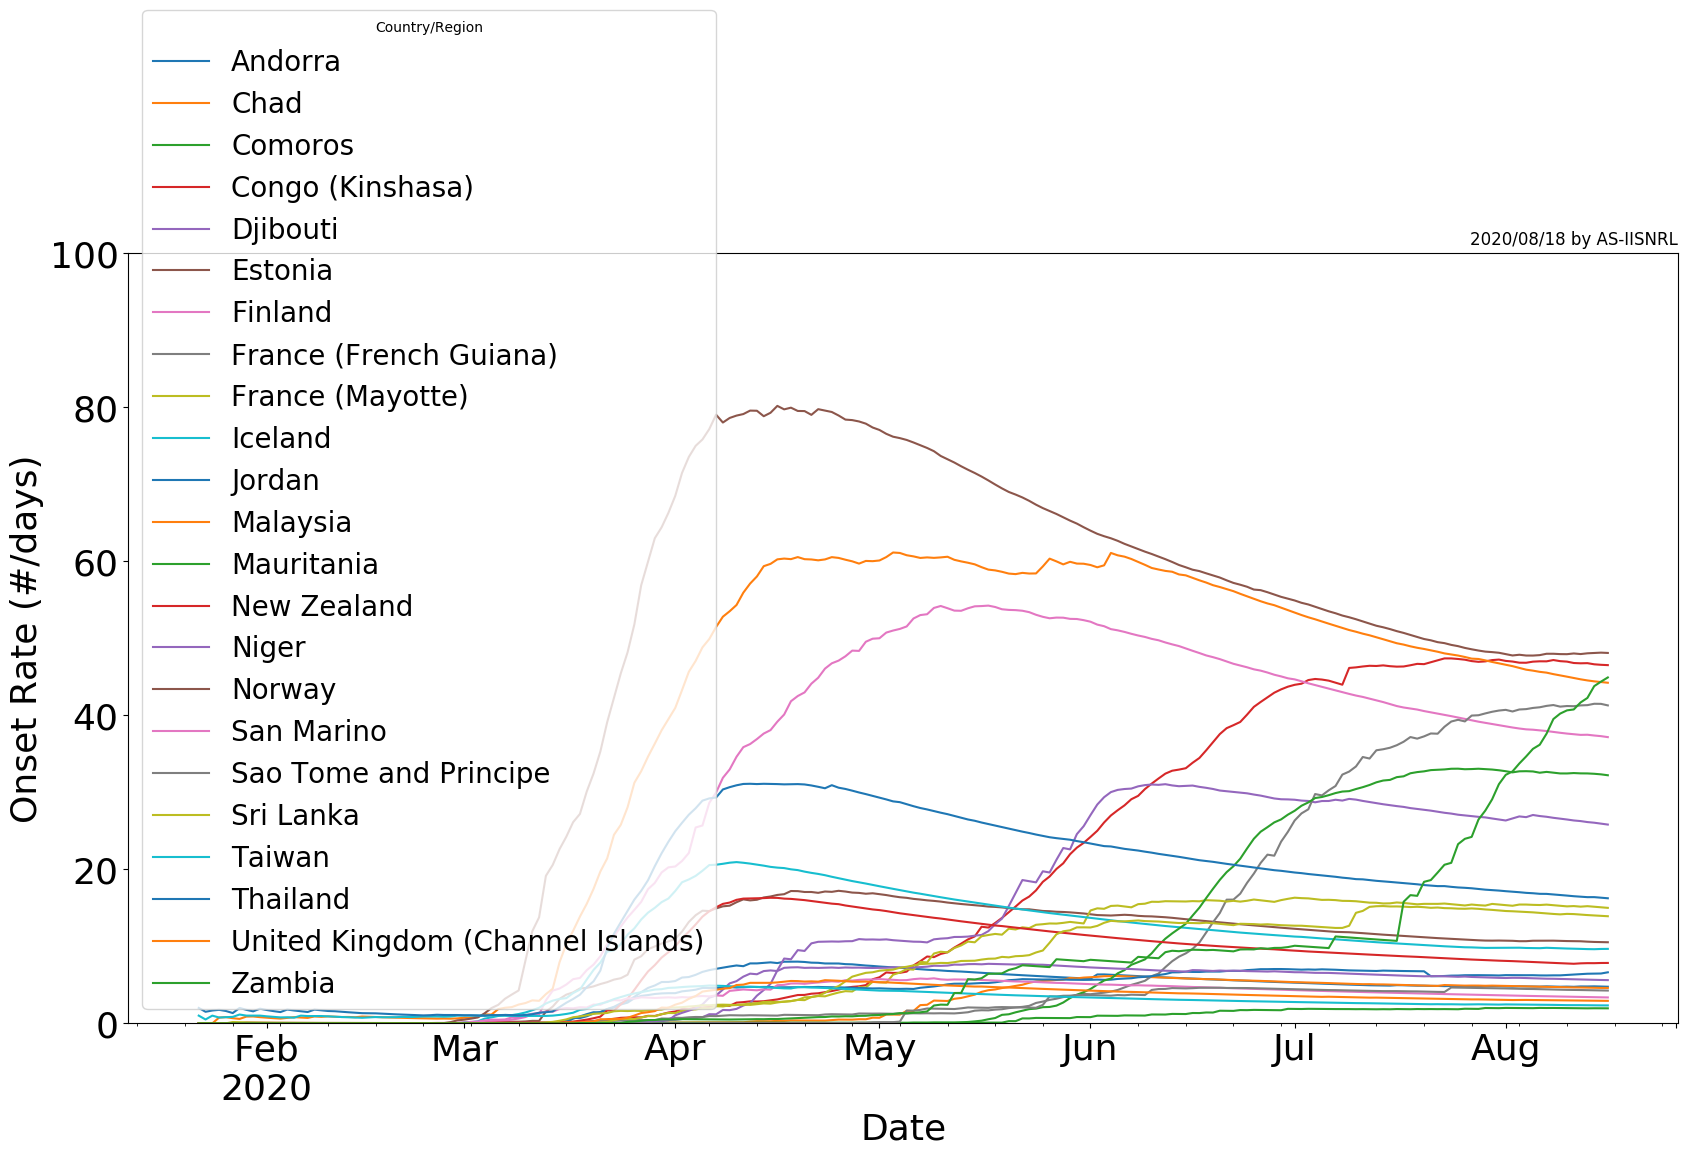 Country/Region
Andorra
Chad
Comoros
Congo (Kinshasa)
Djibouti
Estonia
Finland
France (French Guiana)
France (Mayotte)
Iceland
Jordan
Malaysia
Mauritania
New Zealand
Niger
Norway
San Marino
Sao Tome and Principe
Sri Lanka
Taiwan
Thailand
United Kingdom (Channel Islands)
Zambia
2020/08/18 by AS-IISNRL
100
80
60
40
20
0
Onset Rate (#/days)
Feb Mar Apr May Jun Jul Aug
2020
Date